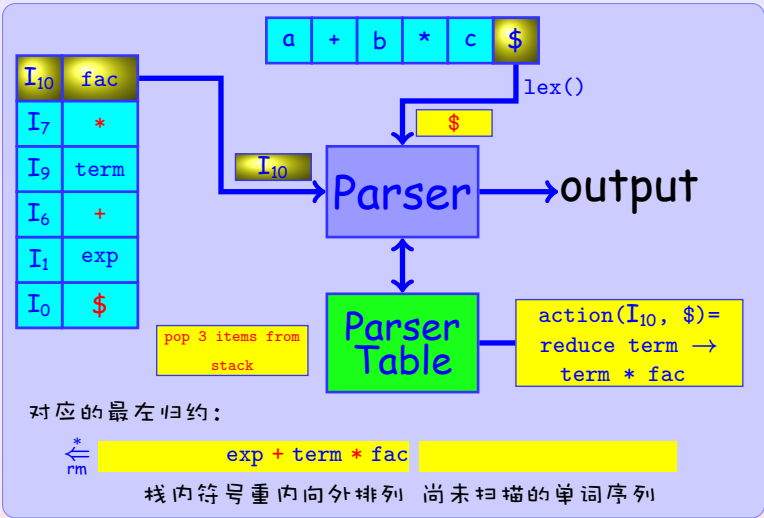 a + b * c $
lex()
$
I10 fac
I7 *
I9 term
I6 +
I1 exp
I0 $
I10
Parser
output
Parser
Table
action(I10, $)=
reduce term →
term * fac
pop 3 items from
stack
对应的最左归约:
*
⇐
rm
exp + term * fac
栈内符号重内向外排列 尚未扫描的单词序列